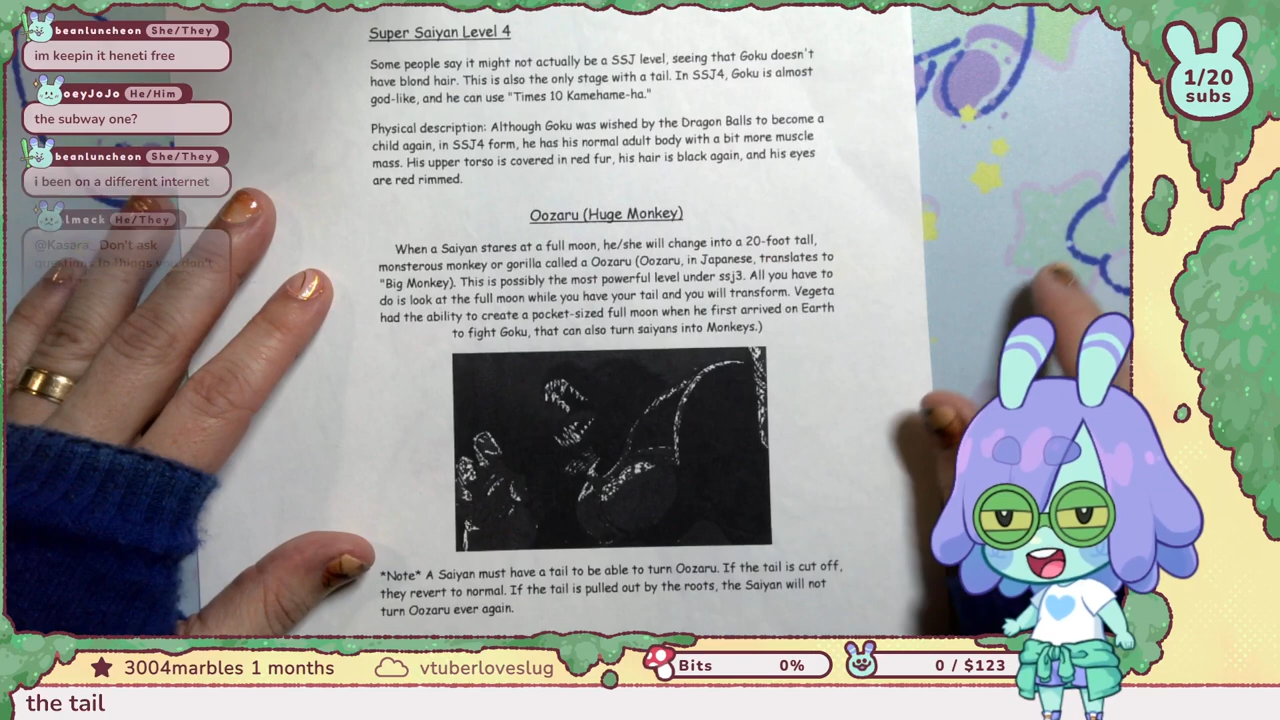 beanluncheon She/They
im keepin it heneti free
oeyJoJo He/Him
the subway one?
beanluncheon She/They
i been on a different internet
lmeck He/They
@Kasara_ Don't ask
Super Saiyan Level 4
Some people say it might not actually be a SSJ level, seeing that Goku doesn't
have blond hair. This is also the only stage with a tail. In SSJ4, Goku is almost
god-like, and he can use "Times 10 Kamehame-ha."
Physical description: Although Goku was wished by the Dragon Balls to become a
child again, in SSJ4 form, he has his normal adult body with a bit more muscle
mass. His upper torso is covered in red fur, his hair is black again, and his eyes
are red rimmed.
Oozaru (Huge Monkey)
When a Saiyan stares at a full moon, he/she will change into a 20-foot tall,
monsterous monkey or gorilla called a Oozaru (Oozaru, in Japanese, translates to
"Big Monkey). This is possibly the most powerful level under ssj3. All you have to
do is look at the full moon while you have your tail and you will transform. Vegeta
had the ability to create a pocket-sized full moon when he first arrived on Earth
to fight Goku, that can also turn saiyans into Monkeys.)
*Note* A Saiyan must have a tail to be able to turn Oozaru. If the tail is cut off,
they revert to normal. If the tail is pulled out by the roots, the Saiyan will not
turn Oozaru ever again.
1/20
subs
3004marbles 1 months
vtuberloveslug
Bits 0%
0 / $123
the tail